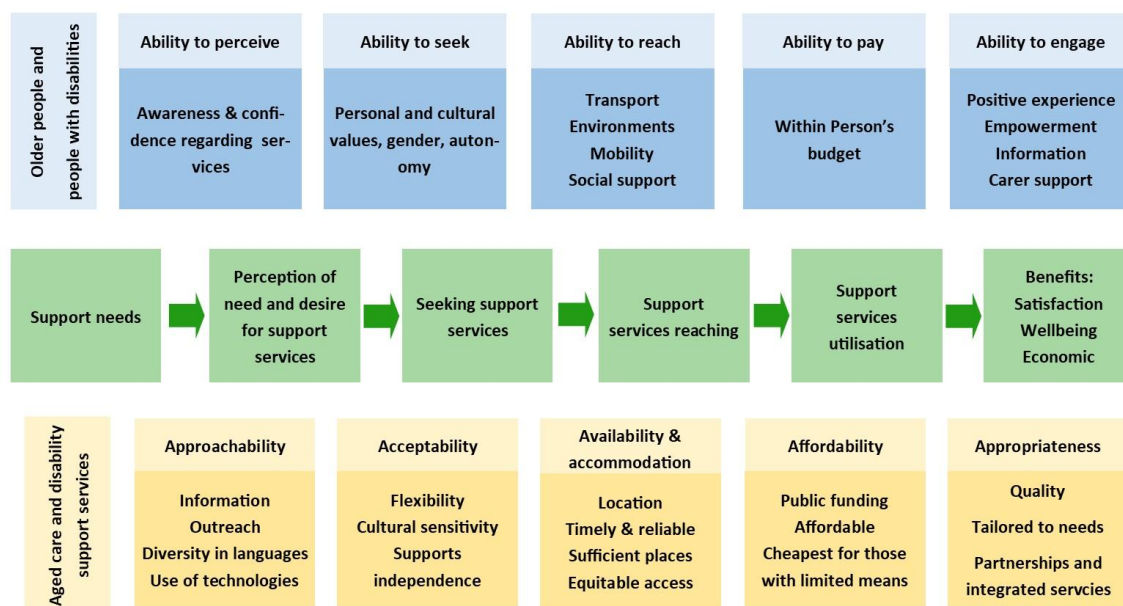 Older people and
people with disabilities
Ability to perceive
Awareness & confi-
dence regarding ser-
vices
Ability to seek
Personal and cultural
values, gender, auton-
omy
Ability to reach
Transport
Environments
Mobility
Social support
Ability to pay
Within Person's
budget
Ability to engage
Positive experience
Empowerment
Information
Carer support
Support needs
Perception of
need and desire
for support
services
Seeking support
services
Support
services reaching
Support
services
utilisation
Benefits:
Satisfaction
Wellbeing
Economic
Aged care and disability
support services
Approachability
Information
Outreach
Diversity in languages
Use of technologies
Acceptability
Flexibility
Cultural sensitivity
Supports
independence
Availability &
accommodation
Location
Timely & reliable
Sufficient places
Equitable access
Affordability
Public funding
Affordable
Cheapest for those
with limited means
Appropriateness
Quality
Tailored to needs
Partnerships and
integrated servcies